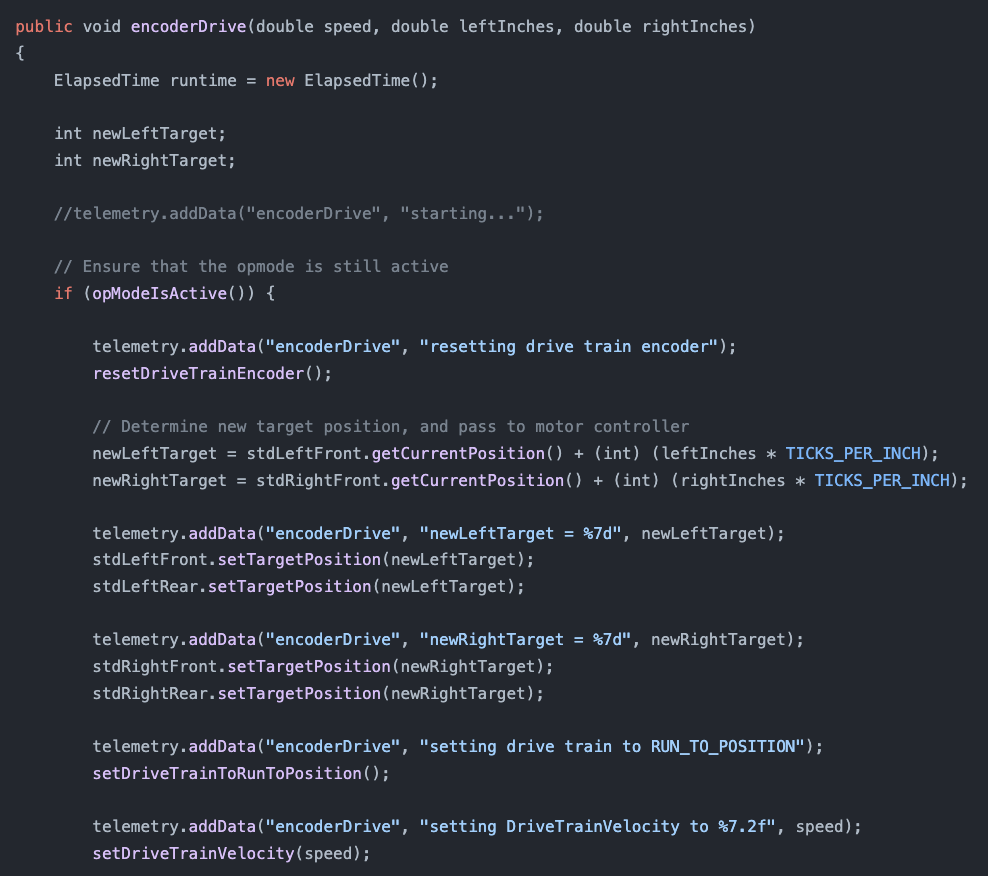 public void encoderDrive(double speed, double leftInches, double rightInches)
{
    ElapsedTime runtime = new ElapsedTime();

    int newLeftTarget;
    int newRightTarget;

    //telemetry.addData("encoderDrive", "starting...");

    // Ensure that the opmode is still active
    if (opModeIsActive()) {

        telemetry.addData("encoderDrive", "resetting drive train encoder");
        resetDriveTrainEncoder();

        // Determine new target position, and pass to motor controller
        newLeftTarget = stdLeftFront.getCurrentPosition() + (int) (leftInches * TICKS_PER_INCH);
        newRightTarget = stdRightFront.getCurrentPosition() + (int) (rightInches * TICKS_PER_INCH);

        telemetry.addData("encoderDrive", "newLeftTarget = %7d", newLeftTarget);
        stdLeftFront.setTargetPosition(newLeftTarget);
        stdLeftRear.setTargetPosition(newLeftTarget);

        telemetry.addData("encoderDrive", "newRightTarget = %7d", newRightTarget);
        stdRightFront.setTargetPosition(newRightTarget);
        stdRightRear.setTargetPosition(newRightTarget);

        telemetry.addData("encoderDrive", "setting drive train to RUN_TO_POSITION");
        setDriveTrainToRunToPosition();

        telemetry.addData("encoderDrive", "setting DriveTrainVelocity to %7.2f", speed);
        setDriveTrainVelocity(speed);